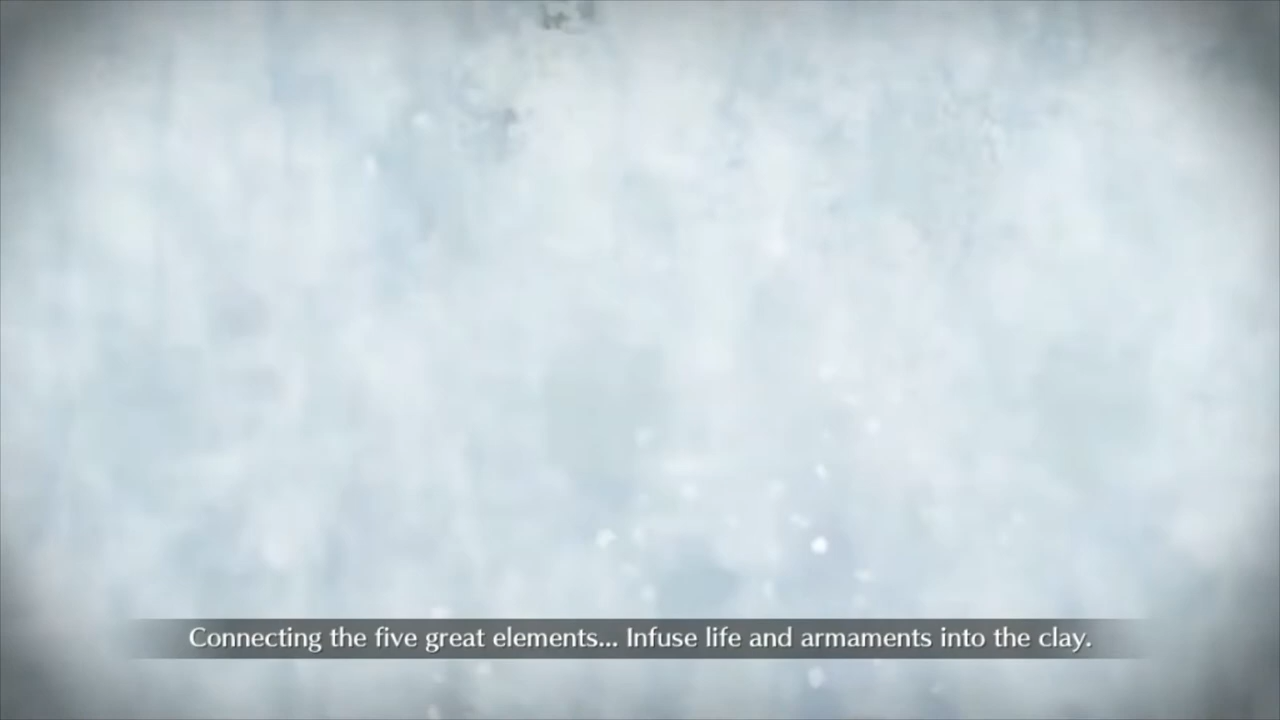 Connecting the five great elements... Infuse life and armaments into the clay.